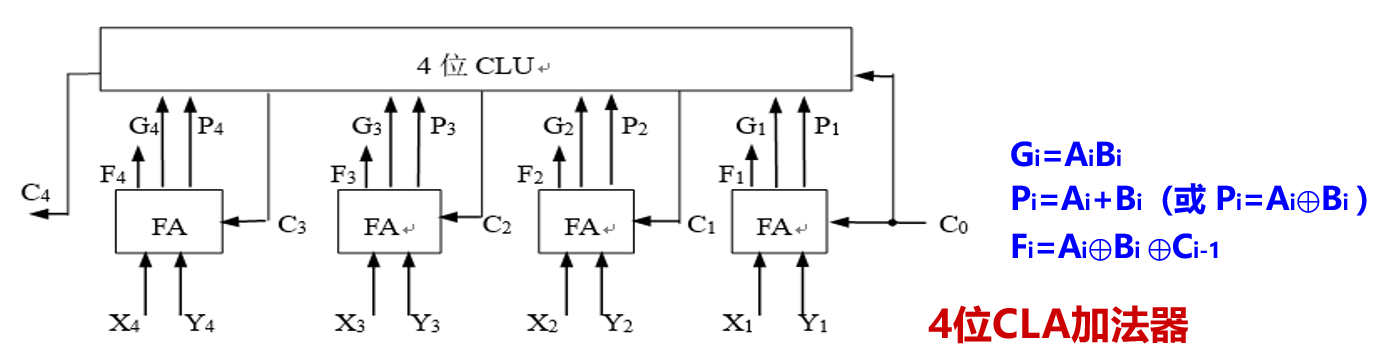 4 位 CLU
G4 P4 G3 P3 G2 P2 G1 P1
F4 F3 F2 F1
C4 FA C3 FA C2 FA C1 FA C0
X4 Y4 X3 Y3 X2 Y2 X1 Y1
Gi=AiBi
Pi=Ai+Bi (或 Pi=Ai⊕Bi )
Fi=Ai⊕Bi ⊕Ci-1
4位CLA加法器